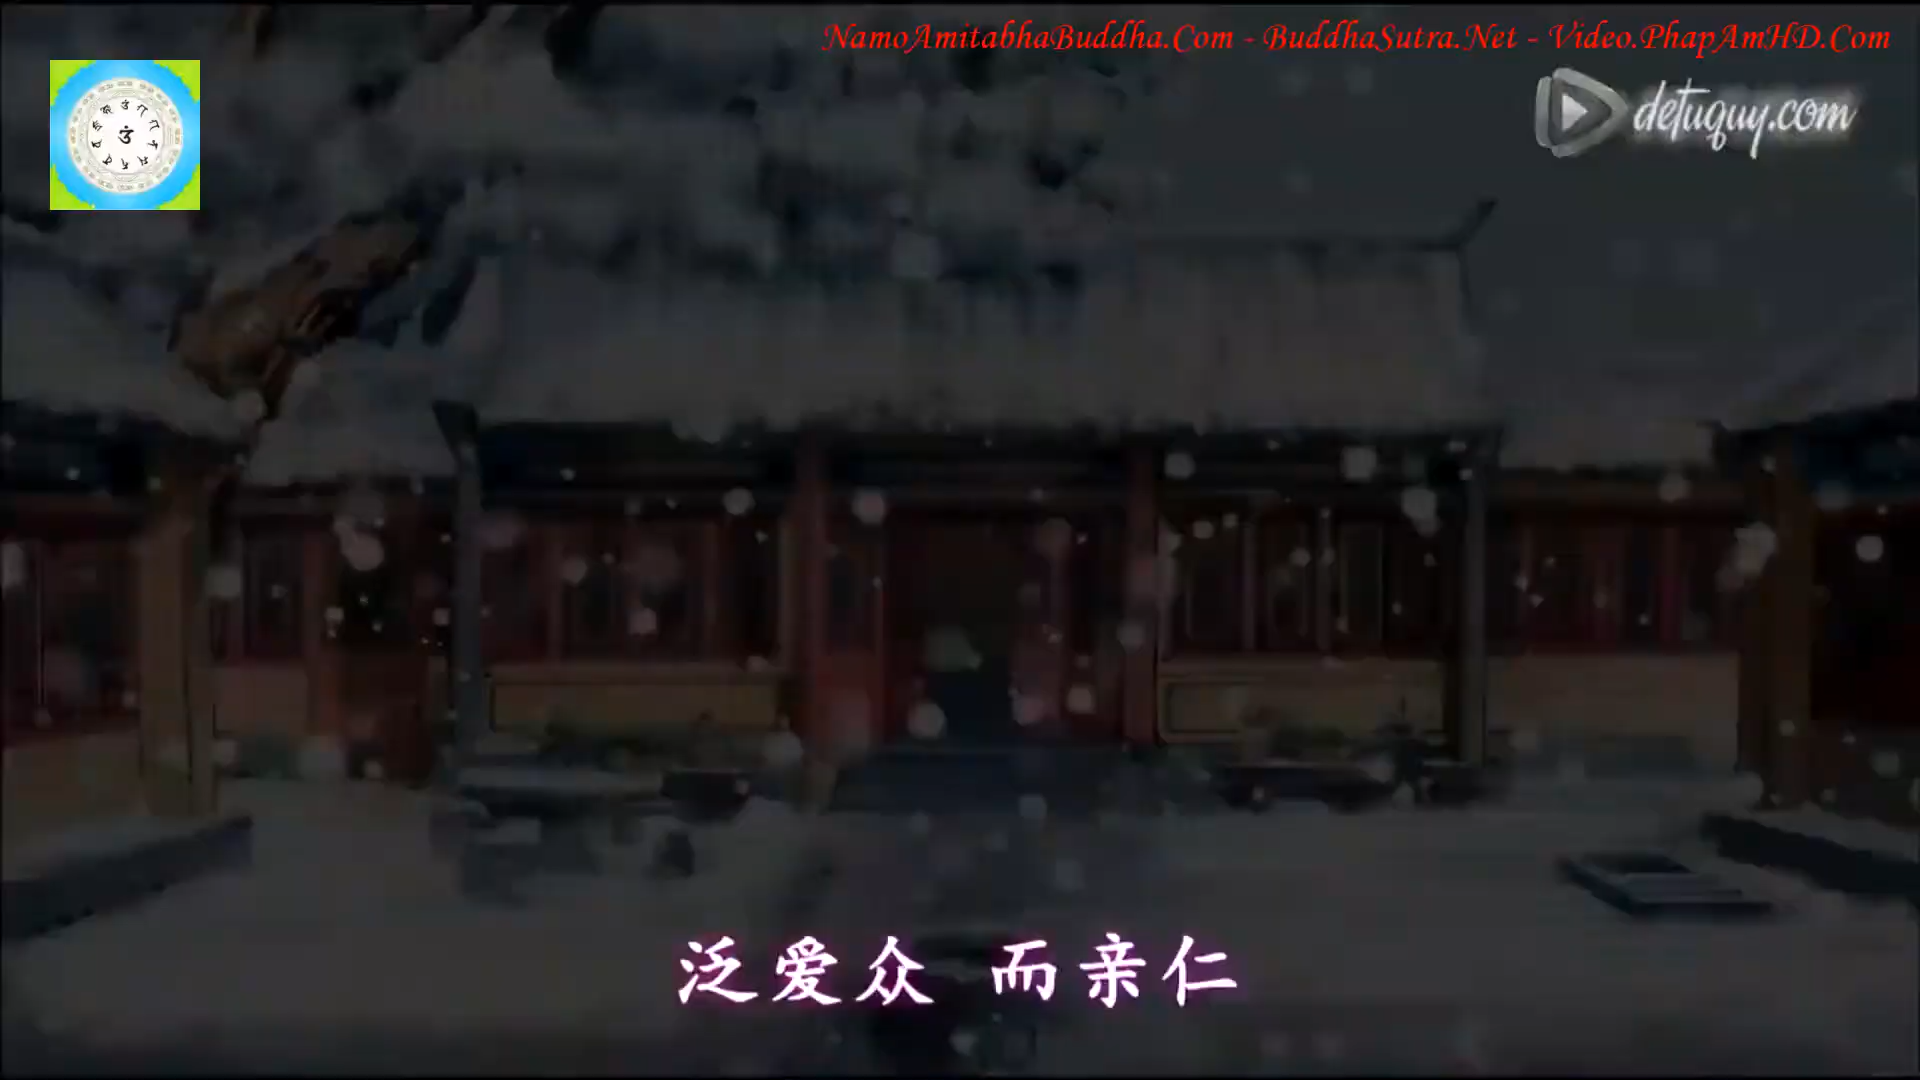 NamoAmitabhaBuddha.Com - BuddhaSutra.Net - Video.PhapAmHD.Com
detuquy.com
泛爱众 而亲仁